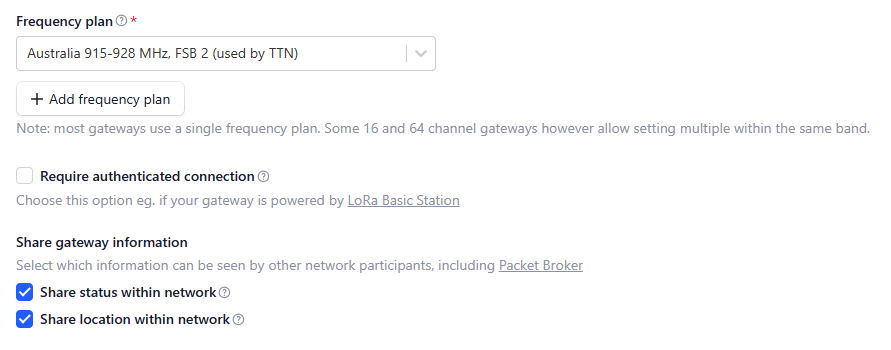 Frequency plan *
Australia 915-928 MHz, FSB 2 (used by TTN)
+ Add frequency plan
Note: most gateways use a single frequency plan. Some 16 and 64 channel gateways however allow setting multiple within the same band.
Require authenticated connection
Choose this option eg. if your gateway is powered by LoRa Basic Station
Share gateway information
Select which information can be seen by other network participants, including Packet Broker
Share status within network
Share location within network